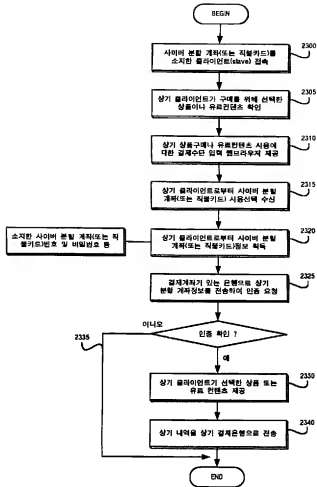 BEGIN
2300
사이버 분할 계좌(또는 직불카드)를
소지한 클라이언트(slave) 접속
2305
상기 클라이언트가 구매를 위해 선택한
상품이나 유료컨텐츠 확인
2310
상기 상품구매나 유료컨텐츠 사용에
대한 결제수단 입력 웹브라우저 제공
2315
상기 클라이언트로부터 사이버 분할
계좌(또는 직불카드) 사용선택 수신
2320
소지한 사이버 분할 계좌(또는 직
불카드)번호 및 비밀번호 등
상기 클라이언트로부터 사이버 분할
계좌(또는 직불카드)정보 획득
2325
결제계좌가 있는 은행으로 상기
분할 계좌정보를 전송하여 인증 요청
2335
아니오
인증 확인 ?
예
2330
상기 클라이언트가 선택한 상품 또는
유료 컨텐츠 제공
2340
상기 내역을 상기 결제은행으로 전송
END